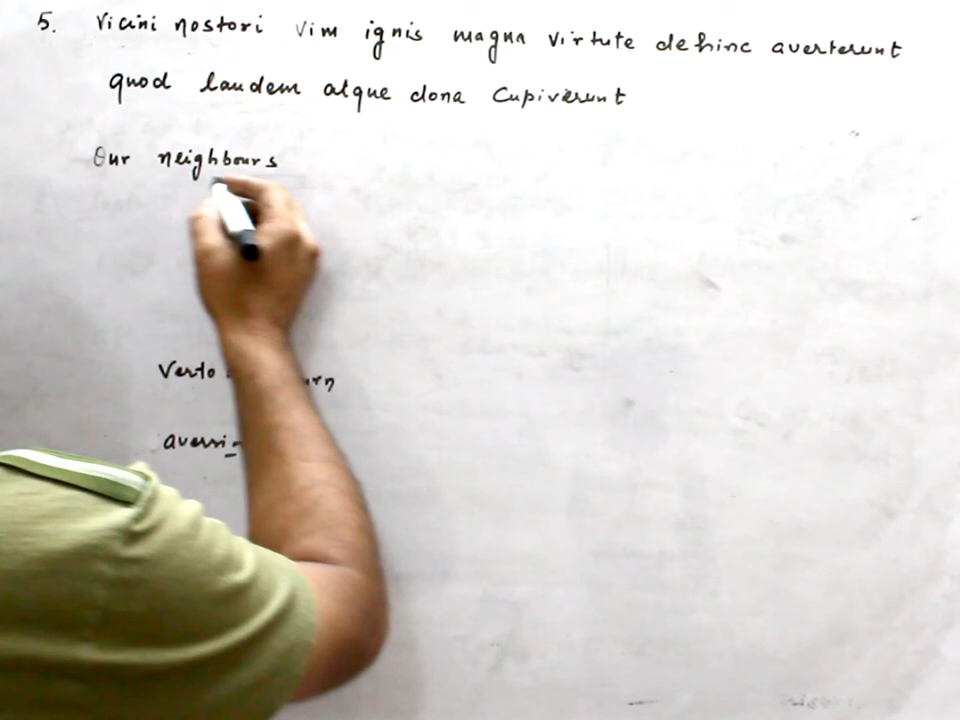 5. Vicini nostori vim ignis magna virtute dehinc averterunt
quod laudem atque dona Cupiverunt
Our neighbours
Verto